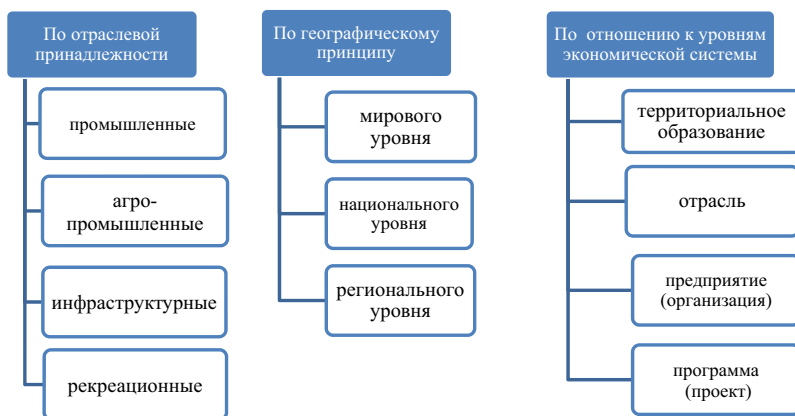 По отраслевой
принадлежности
промышленные
агро-
промышленные
инфраструктурные
рекреационные
По географическому
принципу
мирового
уровня
национального
уровня
регионального
уровня
По отношению к уровням
экономической системы
территориальное
образование
отрасль
предприятие
(организация)
программа
(проект)